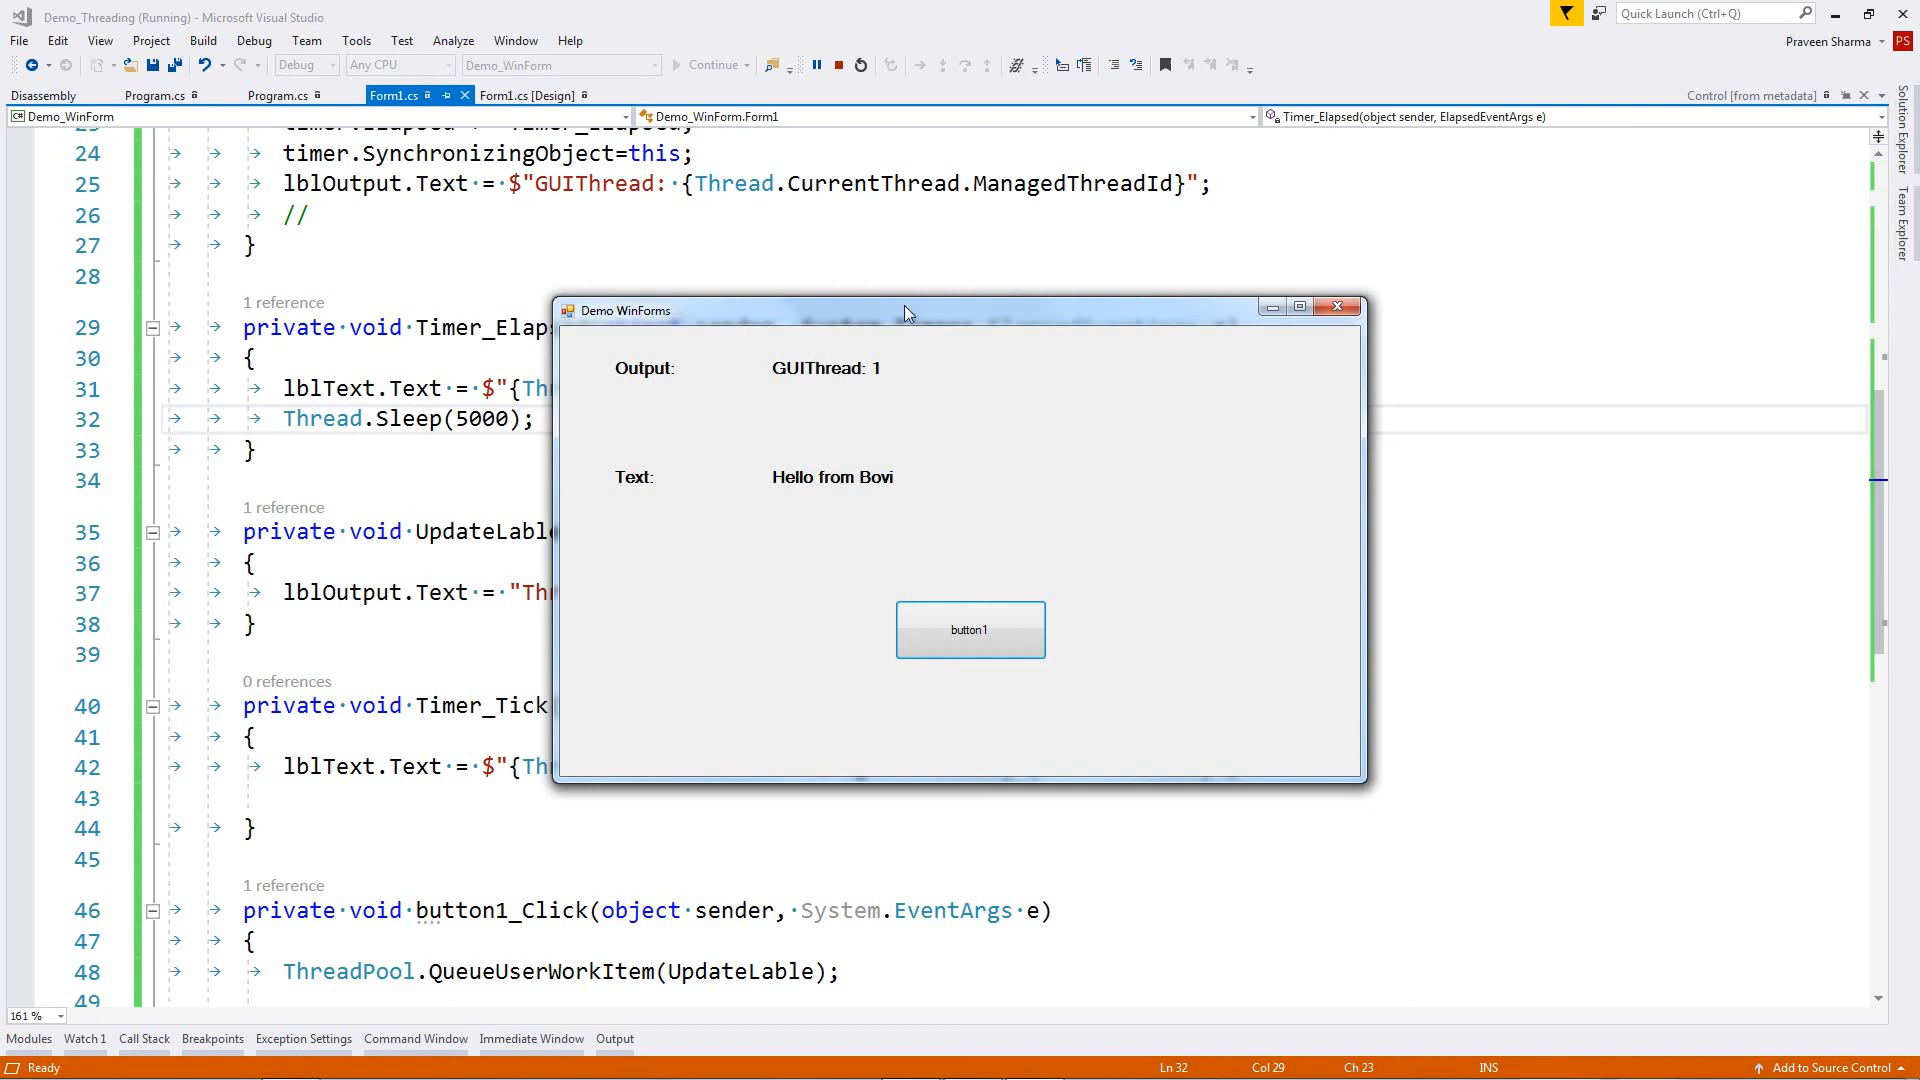 Demo_Threading (Running) - Microsoft Visual Studio
Quick Launch (Ctrl+Q)
File Edit View Project Build Debug Team Tools Test Analyze Window Help
Praveen Sharma PS
Debug Any CPU Demo_WinForm Continue
Disassembly Program.cs Program.cs Form1.cs Form1.cs [Design] Control [from metadata]
Demo_WinForm Demo_WinForm.Form1 Timer_Elapsed(object sender, ElapsedEventArgs e)
Solution Explorer
Team Explorer
24 timer.SynchronizingObject=this;
25 lblOutput.Text = $"GUIThread: {Thread.CurrentThread.ManagedThreadId}";
26 //
27 }
28
1 reference
29 private void Timer_Elaps
30 {
31 lblText.Text = $"{Th
32 Thread.Sleep(5000);
33 }
34
1 reference
35 private void UpdateLabl
36 {
37 lblOutput.Text = "Th
38 }
39
0 references
40 private void Timer_Tick
41 {
42 lblText.Text = $"{Th
43
44 }
45
1 reference
46 private void button1_Click(object sender, System.EventArgs e)
47 {
48 ThreadPool.QueueUserWorkItem(UpdateLable);
49
Demo WinForms
Output: GUIThread: 1
Text: Hello from Bovi
button1
161 %
Modules Watch 1 Call Stack Breakpoints Exception Settings Command Window Immediate Window Output
Ready Ln 32 Col 29 Ch 23 INS Add to Source Control